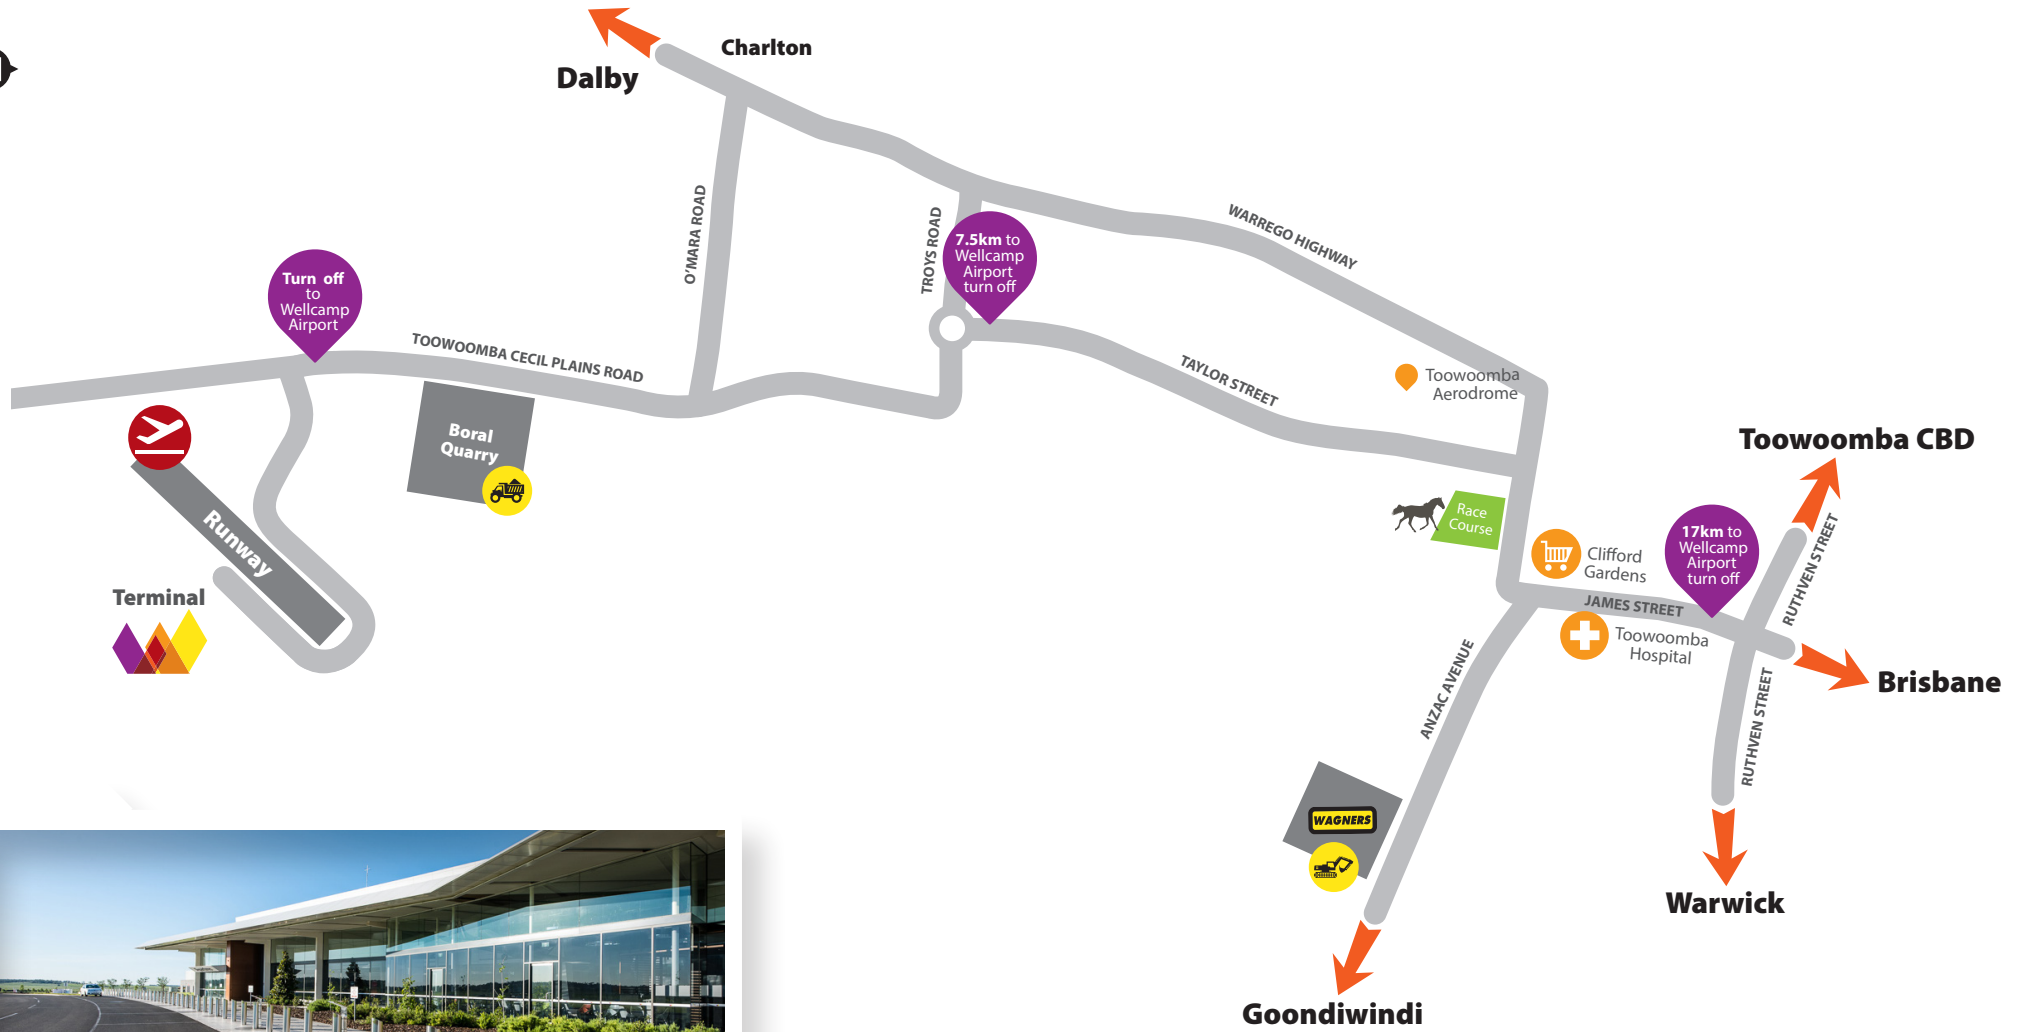 Charlton
Dalby
O'MARA ROAD
TROYS ROAD
7.5km to
Wellcamp
Airport
turn off
WARREGO HIGHWAY
Turn off
to
Wellcamp
Airport
TOOWOOMBA CECIL PLAINS ROAD
TAYLOR STREET
Toowoomba
Aerodrome
Boral
Quarry
Toowoomba CBD
Runway
Race
Course
Clifford
Gardens
17km to
Wellcamp
Airport
turn off
RUTHVEN STREET
JAMES STREET
Terminal
Toowoomba
Hospital
Brisbane
ANZAC AVENUE
RUTHVEN STREET
WAGNERS
Warwick
Goondiwindi